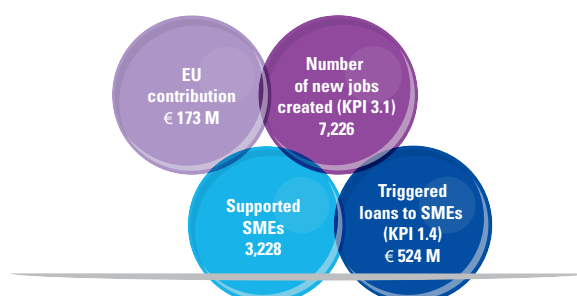 EU
contribution
€ 173 M
Number
of new jobs
created (KPI 3.1)
7,226
Supported
SMEs
3,228
Triggered
loans to SMEs
(KPI 1.4)
€ 524 M